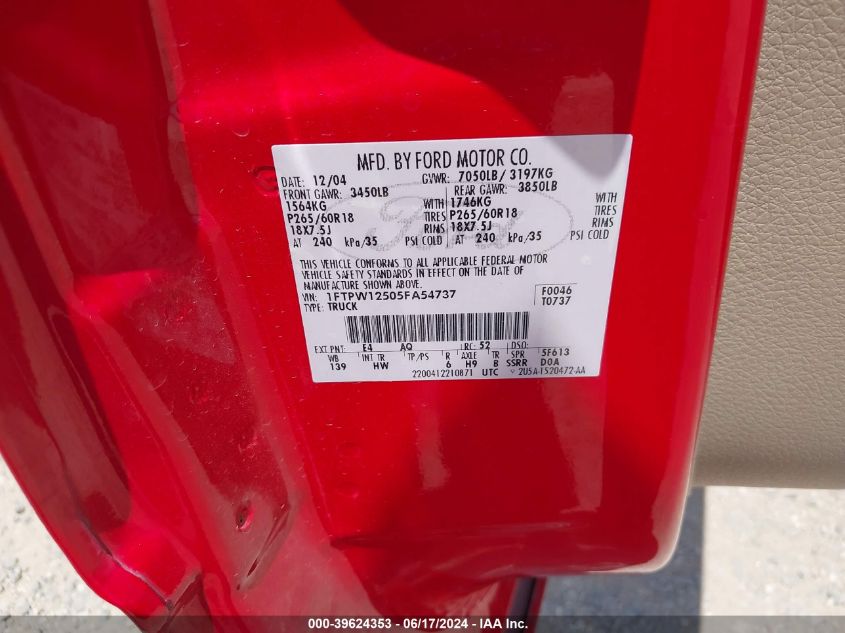 MFD. BY FORD MOTOR CO.
DATE: 12/04 GVWR: 7050LB/ 3197KG
FRONT GAWR: 3450LB REAR GAWR: 3850LB
1564KG WITH 1746KG WITH
P265/60R18 TIRES P265/60R18 TIRES
18X7.5J RIMS 18X7.5J RIMS
AT 240 kPa/35 PSI COLD AT 240 kPa/35 PSI COLD
Ford
THIS VEHICLE CONFORMS TO ALL APPLICABLE FEDERAL MOTOR
VEHICLE SAFETY STANDARDS IN EFFECT ON THE DATE OF
MANUFACTURE SHOWN ABOVE.
VIN: 1FTPW12505FA54737 F0046
TYPE: TRUCK T0737
EXT PNT: E4 AQ RC: 52 DSO:
WB INT TR TP/PS R AXLE TR SPR 5F613
139 HW 6 H9 B SSRR D0A
2200412210871 UTC V 2U5A-1520472-AA
000-39624353 - 06/17/2024 - IAA Inc.